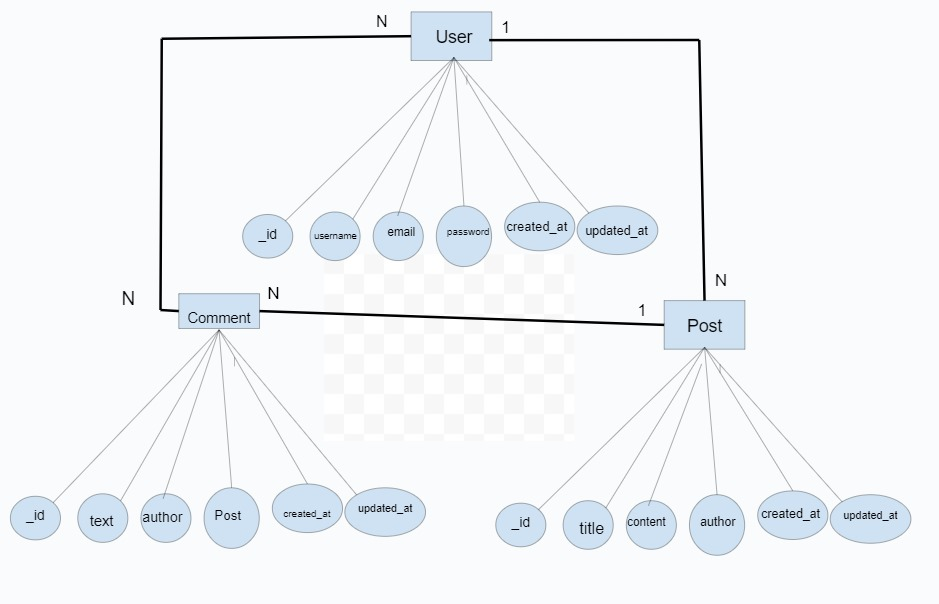 N
User
1
_id
username
email
password
created_at
updated_at
N
Comment
N
1
N
Post
_id
text
author
Post
created_at
updated_at
_id
title
content
author
created_at
updated_at